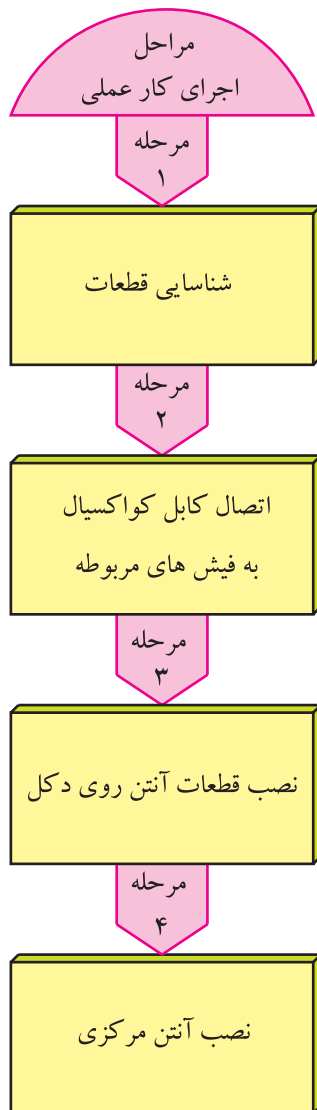 مراحل
اجرای کار عملی
مرحله
۱
شناسایی قطعات
مرحله
۲
اتصال کابل کواکسیال
به فیش های مربوطه
مرحله
۳
نصب قطعات آنتن روی دکل
مرحله
۴
نصب آنتن مرکزی